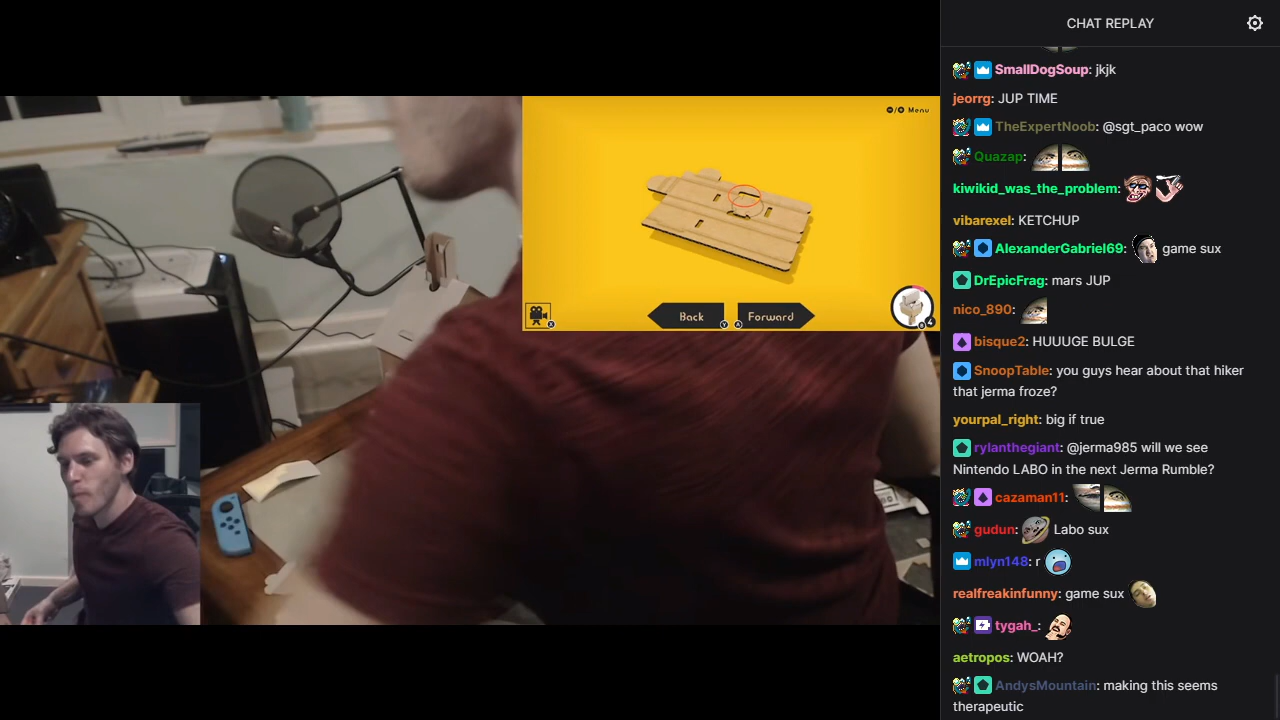 CHAT REPLAY
SmallDogSoup: jkjk
jeorrg: JUP TIME
TheExpertNoob: @sgt_paco wow
Quazap:
kiwikid_was_the_problem:
vibarexel: KETCHUP
AlexanderGabriel69: game sux
DrEpicFrag: mars JUP
nico_890:
bisque2: HUUUGE BULGE
SnoopTable: you guys hear about that hiker
that jerma froze?
yourpal_right: big if true
rylanthegiant: @jerma985 will we see
Nintendo LABO in the next Jerma Rumble?
cazaman11:
gudun: Labo sux
mlyn148: r
realfreakinfunny: game sux
tygah_:
aetropos: WOAH?
AndysMountain: making this seems
therapeutic
Menu
Back
Y
A
Forward
X
4